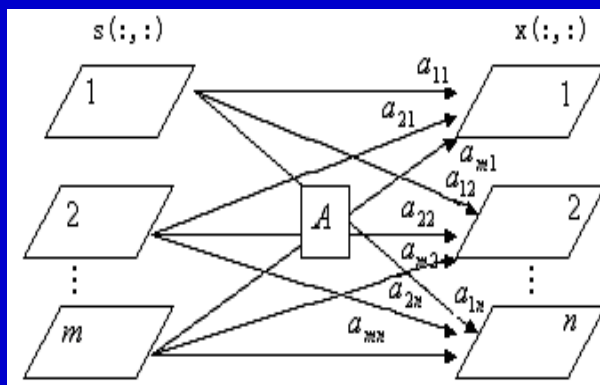 s(:,:) x(:,:)
a11
1 1
a21
am1
a12
2 A a22 2
am2
⋮ a2n a1n ⋮
m amn n